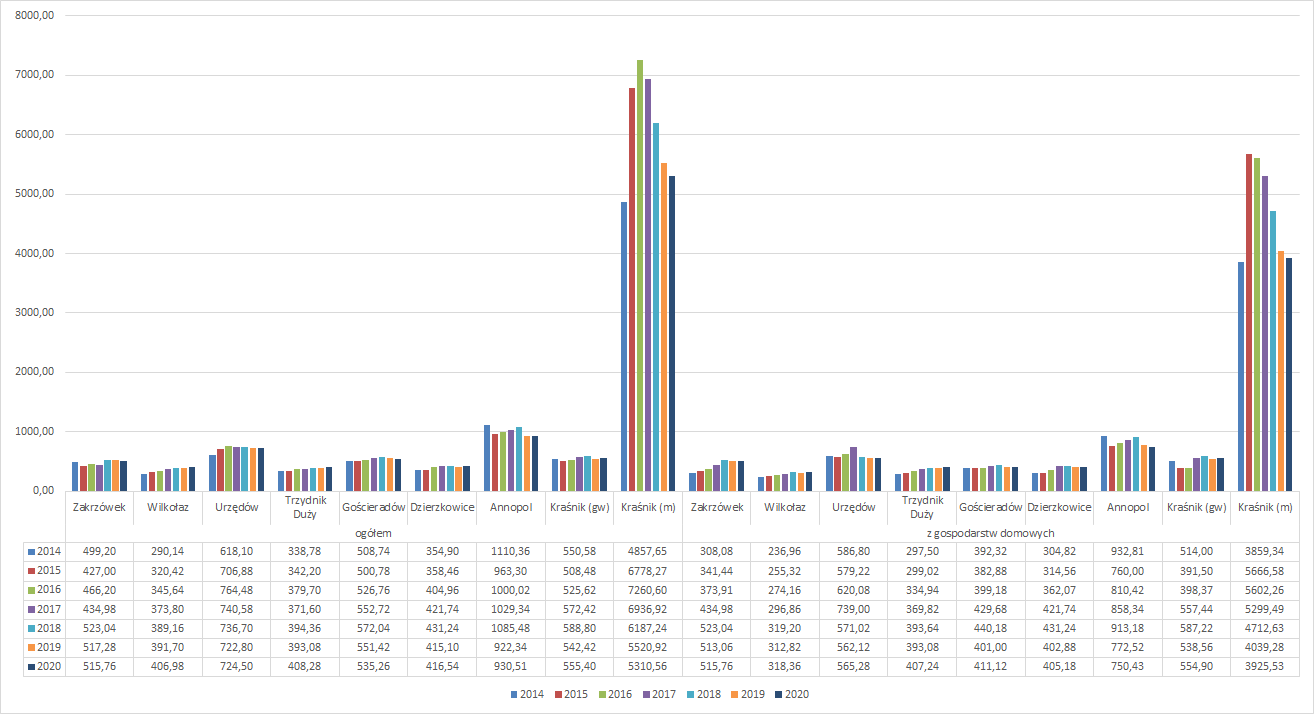 8000,00
7000,00
6000,00
5000,00
4000,00
3000,00
2000,00
1000,00
0,00
Zakrzówek Wilkołaz Urzędów Trzydnik Duży Gościeradów Dzierzkowice Annopol Kraśnik (gw) Kraśnik (m) Zakrzówek Wilkołaz Urzędów Trzydnik Duży Gościeradów Dzierzkowice Annopol Kraśnik (gw) Kraśnik (m)
ogółem z gospodarstw domowych
2014 499,20 290,14 618,10 338,78 508,74 354,90 1110,36 550,58 4857,65 308,08 236,96 586,80 297,50 392,32 304,82 932,81 514,00 3859,34
2015 427,00 320,42 706,88 342,20 500,78 358,46 963,30 508,48 6778,27 341,44 255,32 579,22 299,02 382,88 314,56 760,00 391,50 5666,58
2016 466,20 345,64 764,48 379,70 526,76 404,96 1000,02 525,62 7260,60 373,91 274,16 620,08 334,94 399,18 362,07 810,42 398,37 5602,26
2017 434,98 373,80 740,58 371,60 552,72 421,74 1029,34 572,42 6936,92 434,98 296,86 739,00 369,82 429,68 421,74 858,34 557,44 5299,49
2018 523,04 389,16 736,70 394,36 572,04 431,24 1085,48 588,80 6187,24 523,04 319,20 571,02 393,64 440,18 431,24 913,18 587,22 4712,63
2019 517,28 391,70 722,80 393,08 551,42 415,10 922,34 542,42 5520,92 513,06 312,82 562,12 393,08 401,00 402,88 772,52 538,56 4039,28
2020 515,76 406,98 724,50 408,28 535,26 416,54 930,51 555,40 5310,56 515,76 318,36 565,28 407,24 411,12 405,18 750,43 554,90 3925,53
2014 2015 2016 2017 2018 2019 2020